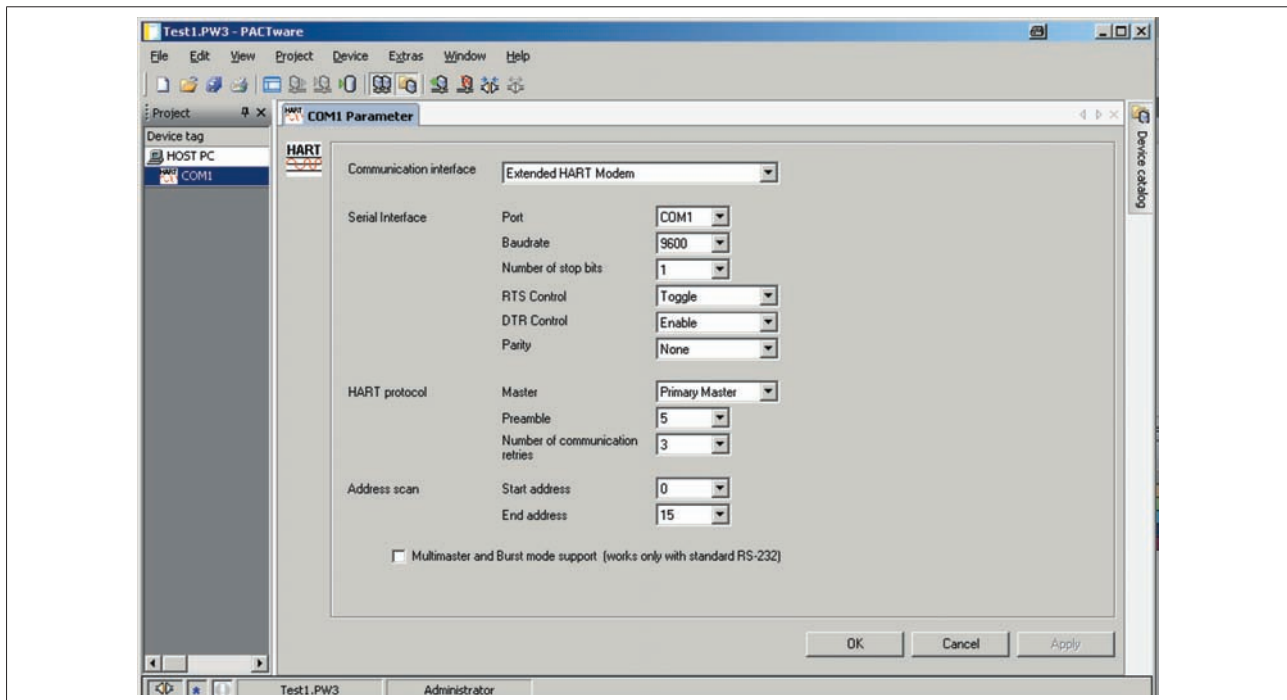 Test1.PW3 - PACTware
File Edit View Project Device Extras Window Help
Project
Device tag
HOST PC
HART COM1
HART COM1 Parameter
Device catalog
HART
Communication interface Extended HART Modem
Serial Interface Port COM1
Baudrate 9600
Number of stop bits 1
RTS Control Toggle
DTR Control Enable
Parity None
HART protocol Master Primary Master
Preamble 5
Number of communication retries 3
Address scan Start address 0
End address 15
Multimaster and Burst mode support (works only with standard RS-232)
OK Cancel Apply
Test1.PW3 Administrator